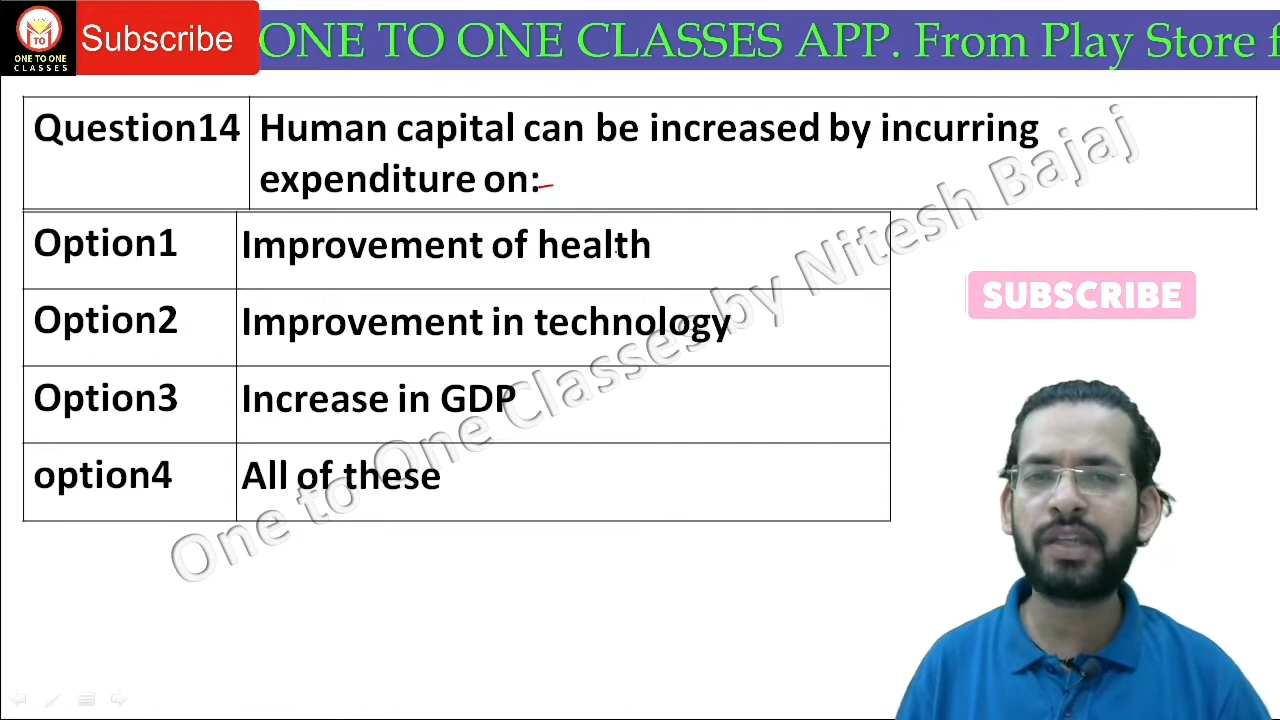 TO
ONE TO ONE
CLASSES
Subscribe
ONE TO ONE CLASSES APP. From Play Store f
Question14
Human capital can be increased by incurring
expenditure on:
Option1
Improvement of health
Option2
Improvement in technology
Option3
Increase in GDP
option4
All of these
One to One Classes by Nitesh Bajaj
SUBSCRIBE